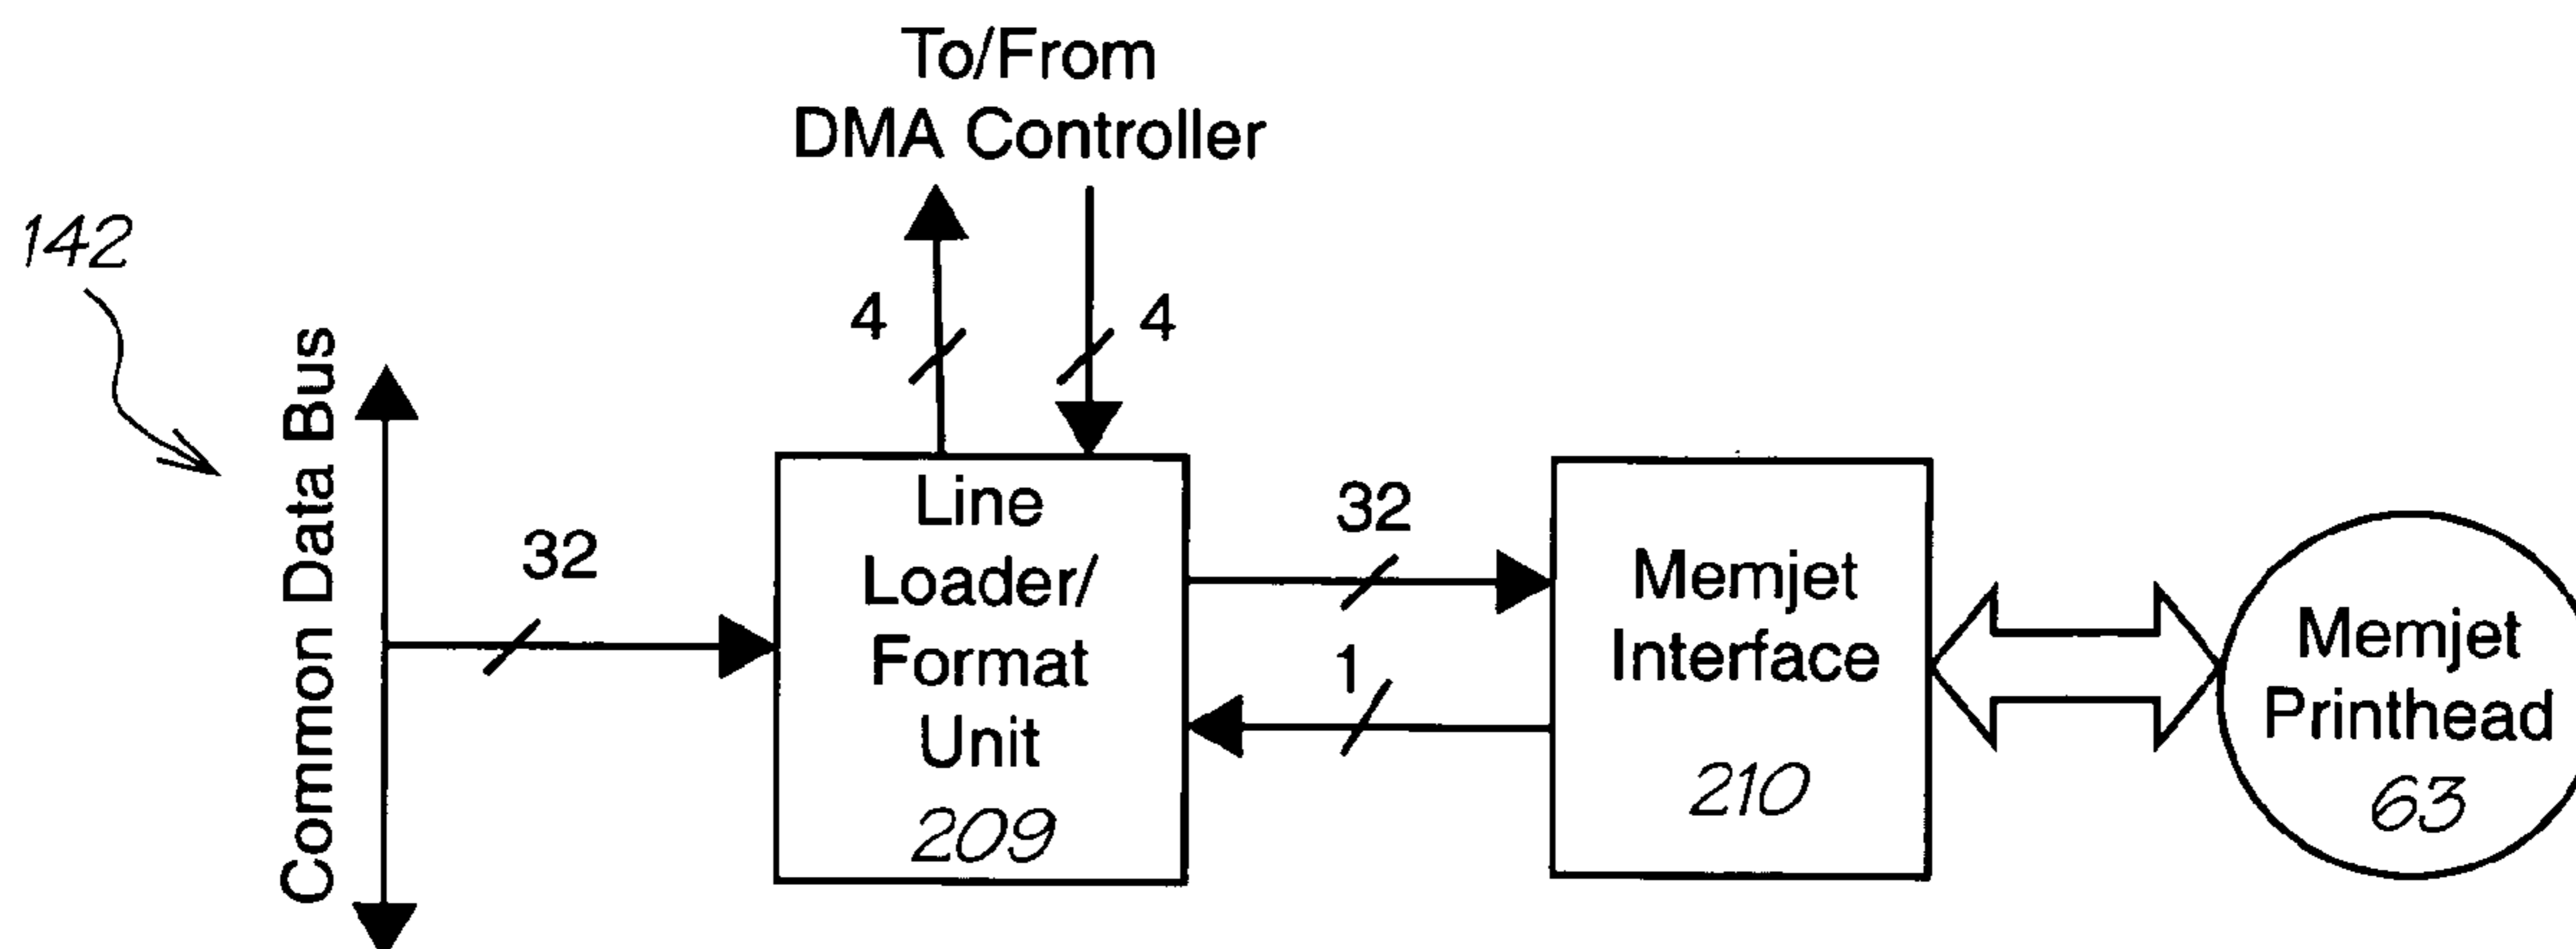 To/From
DMA Controller
142
4
4
Common Data Bus
32
Line
Loader/
Format
Unit
209
32
1
Memjet
Interface
210
Memjet
Printhead
63